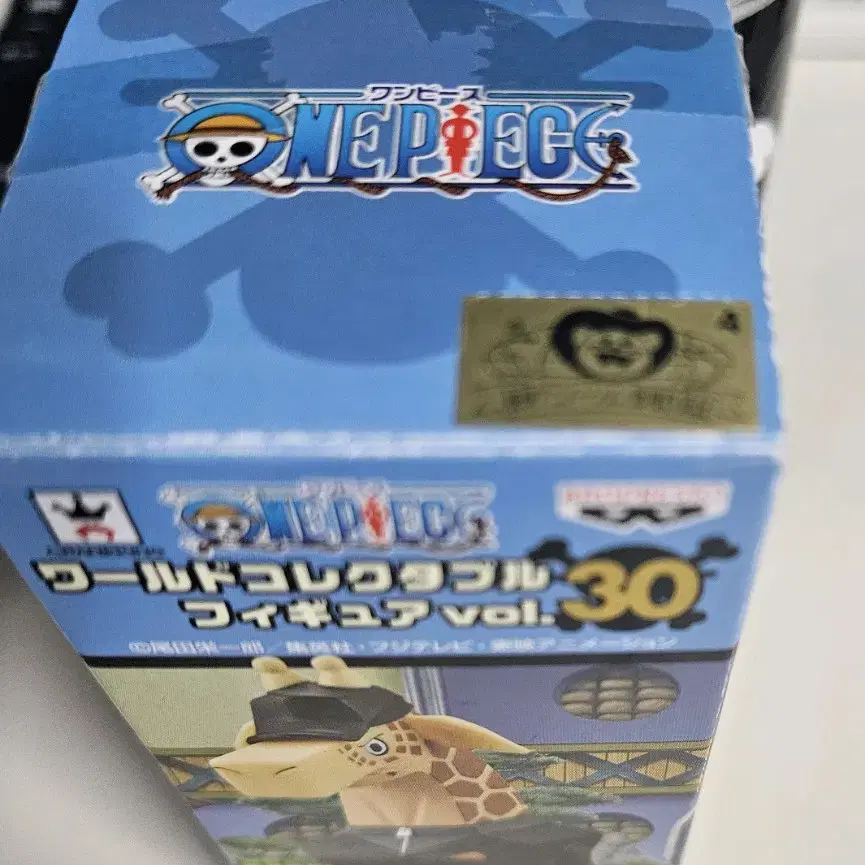 ワンピース
ONE PIECE
ONE PIECE
BANPRESTO
ワールドコレクタブル
フィギュア vol.30
©尾田栄一郎／集英社・フジテレビ・東映アニメーション